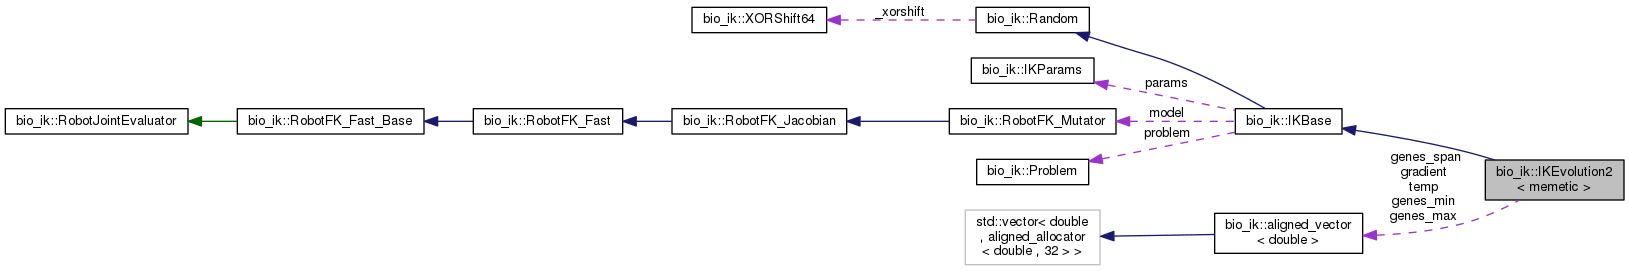 bio_ik::XORShift64
_xorshift
bio_ik::Random
bio_ik::IKParams
params
bio_ik::RobotJointEvaluator
bio_ik::RobotFK_Fast_Base
bio_ik::RobotFK_Fast
bio_ik::RobotFK_Jacobian
bio_ik::RobotFK_Mutator
model
bio_ik::IKBase
problem
bio_ik::Problem
genes_span
gradient
temp
genes_min
genes_max
bio_ik::IKEvolution2
< memetic >
std::vector< double
, aligned_allocator
< double , 32 > >
bio_ik::aligned_vector
< double >